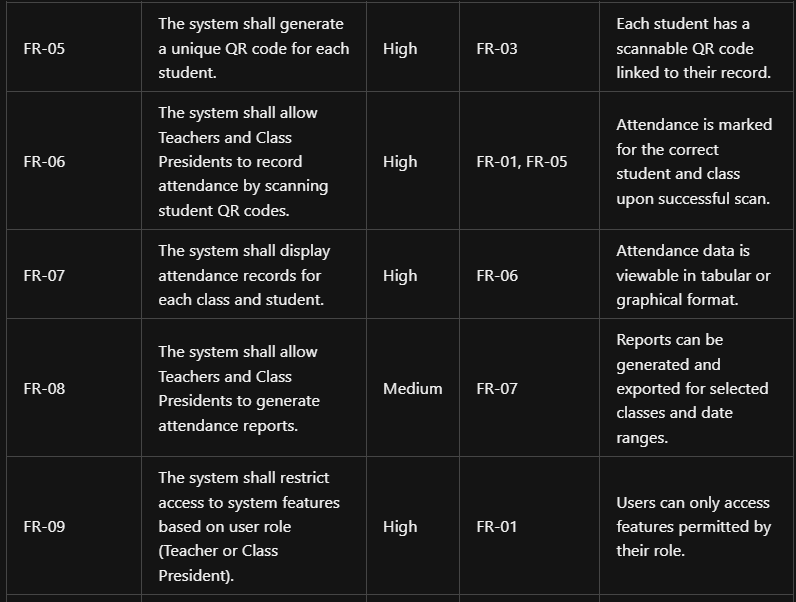 FR-05
The system shall generate
a unique QR code for each
student.
High
FR-03
Each student has a
scannable QR code
linked to their record.
FR-06
The system shall allow
Teachers and Class
Presidents to record
attendance by scanning
student QR codes.
High
FR-01, FR-05
Attendance is marked
for the correct
student and class
upon successful scan.
FR-07
The system shall display
attendance records for
each class and student.
High
FR-06
Attendance data is
viewable in tabular or
graphical format.
FR-08
The system shall allow
Teachers and Class
Presidents to generate
attendance reports.
Medium
FR-07
Reports can be
generated and
exported for selected
classes and date
ranges.
FR-09
The system shall restrict
access to system features
based on user role
(Teacher or Class
President).
High
FR-01
Users can only access
features permitted by
their role.